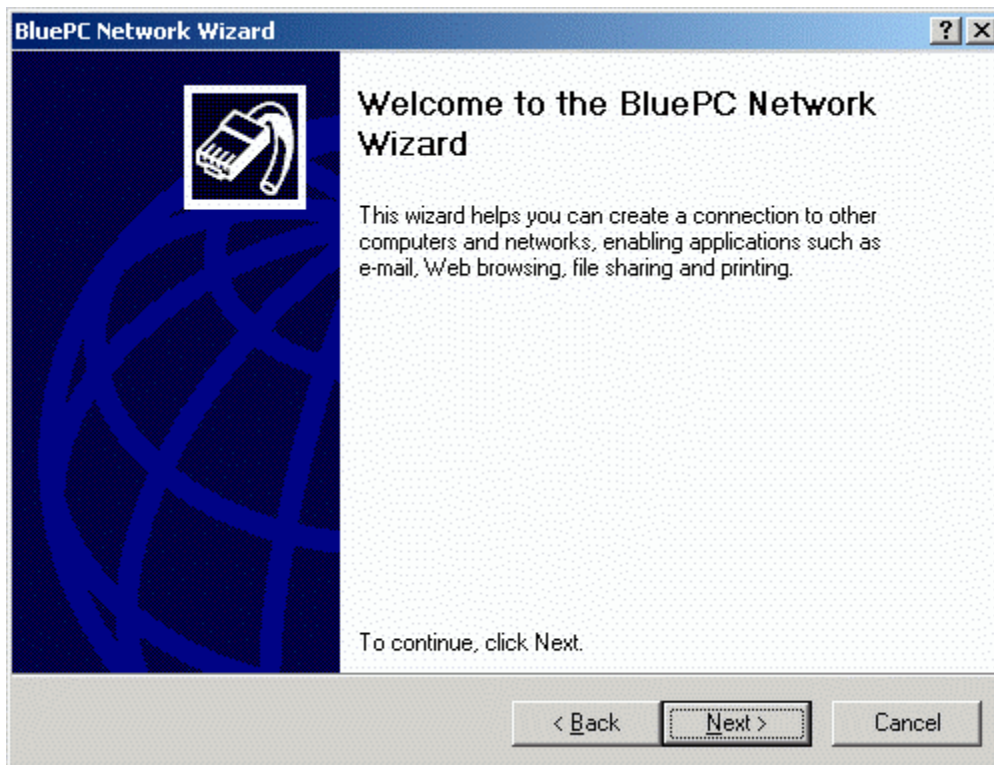 BluePC Network Wizard
Welcome to the BluePC Network
Wizard
This wizard helps you can create a connection to other
computers and networks, enabling applications such as
e-mail, Web browsing, file sharing and printing.
To continue, click Next.
< Back Next > Cancel